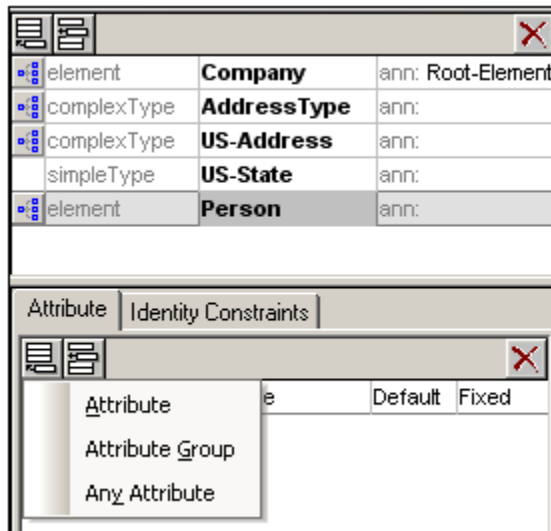 element Company ann: Root-Element
complexType AddressType ann:
complexType US-Address ann:
simpleType US-State ann:
element Person ann:
Attribute Identity Constraints
e Default Fixed
Attribute
Attribute Group
Any Attribute